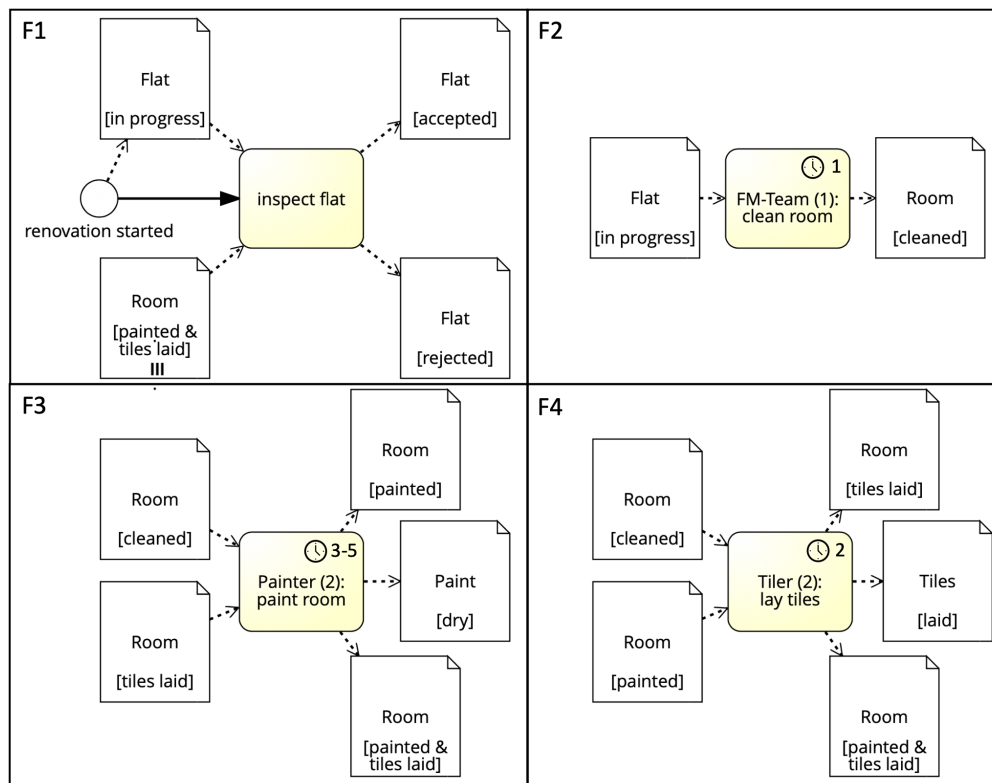 F1
Flat
[in progress]
Flat
[accepted]
inspect flat
renovation started
Room
[painted &
tiles laid]
III
Flat
[rejected]
F2
Flat
[in progress]
1
FM-Team (1):
clean room
Room
[cleaned]
F3
Room
[cleaned]
Room
[tiles laid]
3-5
Painter (2):
paint room
Room
[painted]
Paint
[dry]
Room
[painted &
tiles laid]
F4
Room
[cleaned]
Room
[painted]
2
Tiler (2):
lay tiles
Room
[tiles laid]
Tiles
[laid]
Room
[painted &
tiles laid]